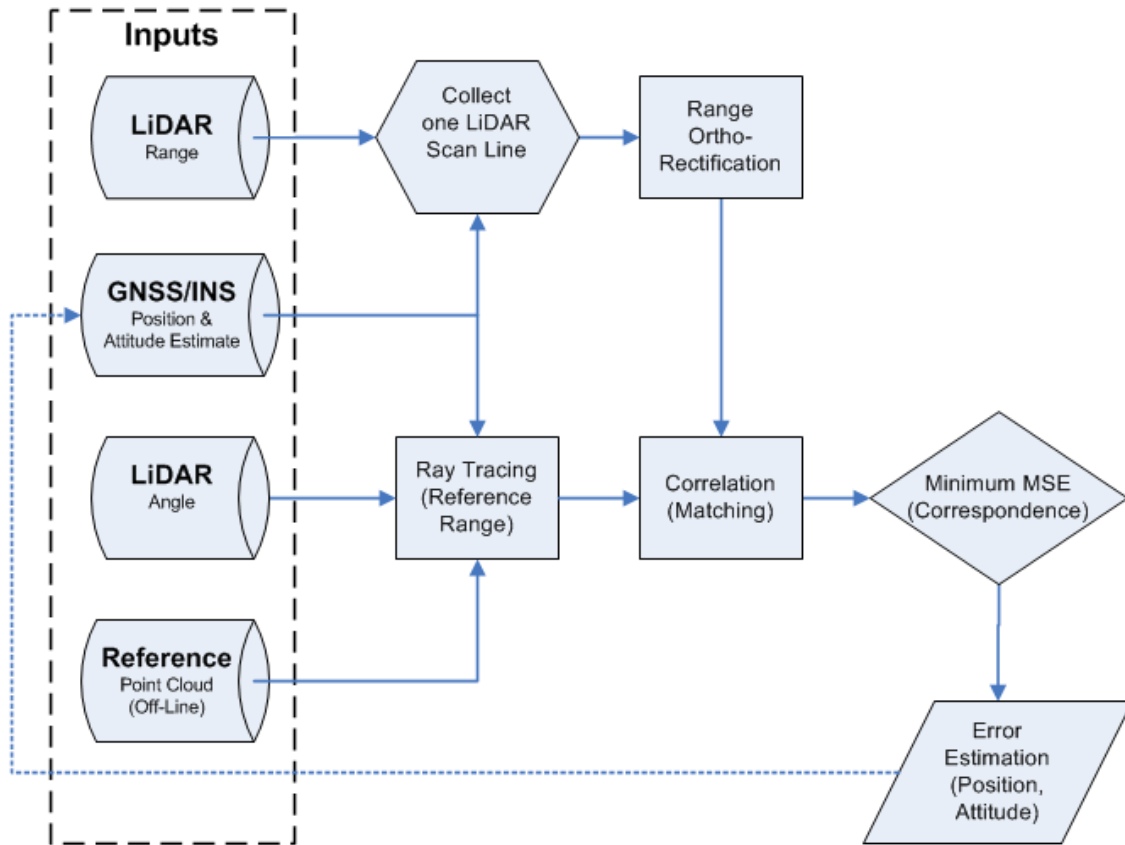 Inputs
LiDAR
Range
Collect
one LiDAR
Scan Line
Range
Ortho-
Rectification
GNSS/INS
Position &
Attitude Estimate
LiDAR
Angle
Ray Tracing
(Reference
Range)
Correlation
(Matching)
Minimum MSE
(Correspondence)
Reference
Point Cloud
(Off-Line)
Error
Estimation
(Position,
Attitude)